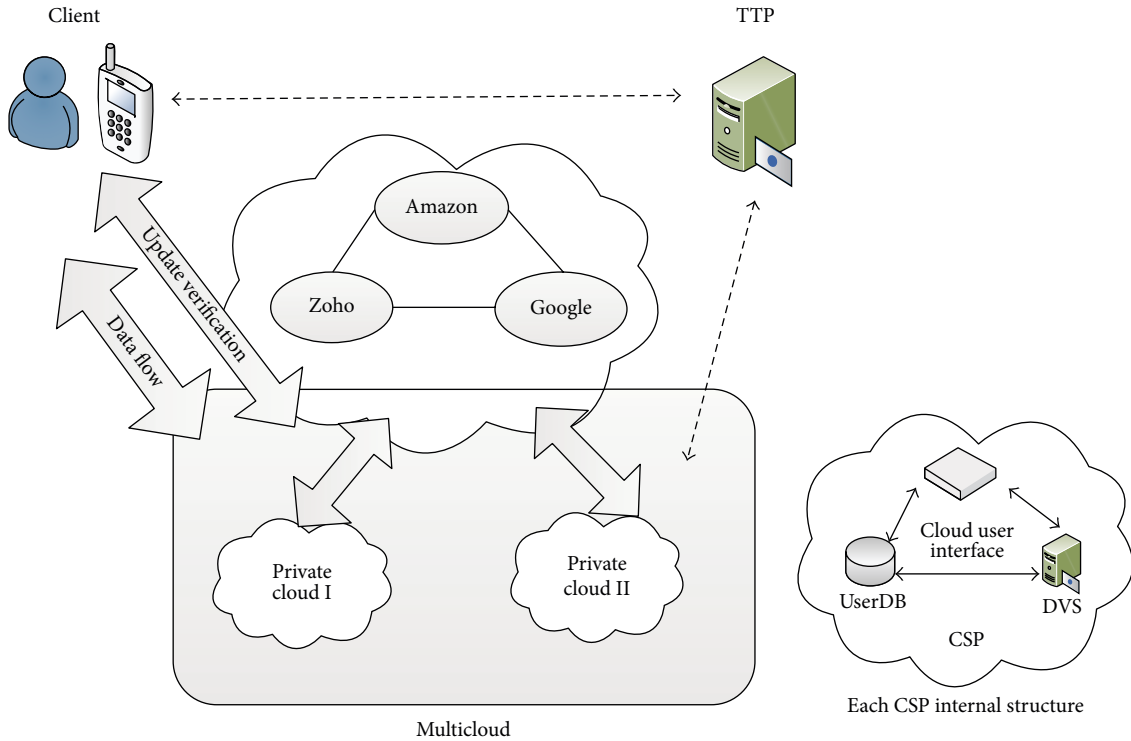 Client
TTP
Amazon
Zoho
Google
Update verification
Data flow
Private
cloud I
Private
cloud II
Cloud user
interface
UserDB
DVS
CSP
Each CSP internal structure
Multicloud